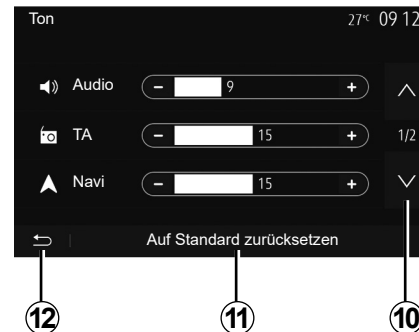 Ton 27°C 09 12
Audio - 9 +
TA - 15 + 1/2
Navi - 15 +
Auf Standard zurücksetzen
12 11 10